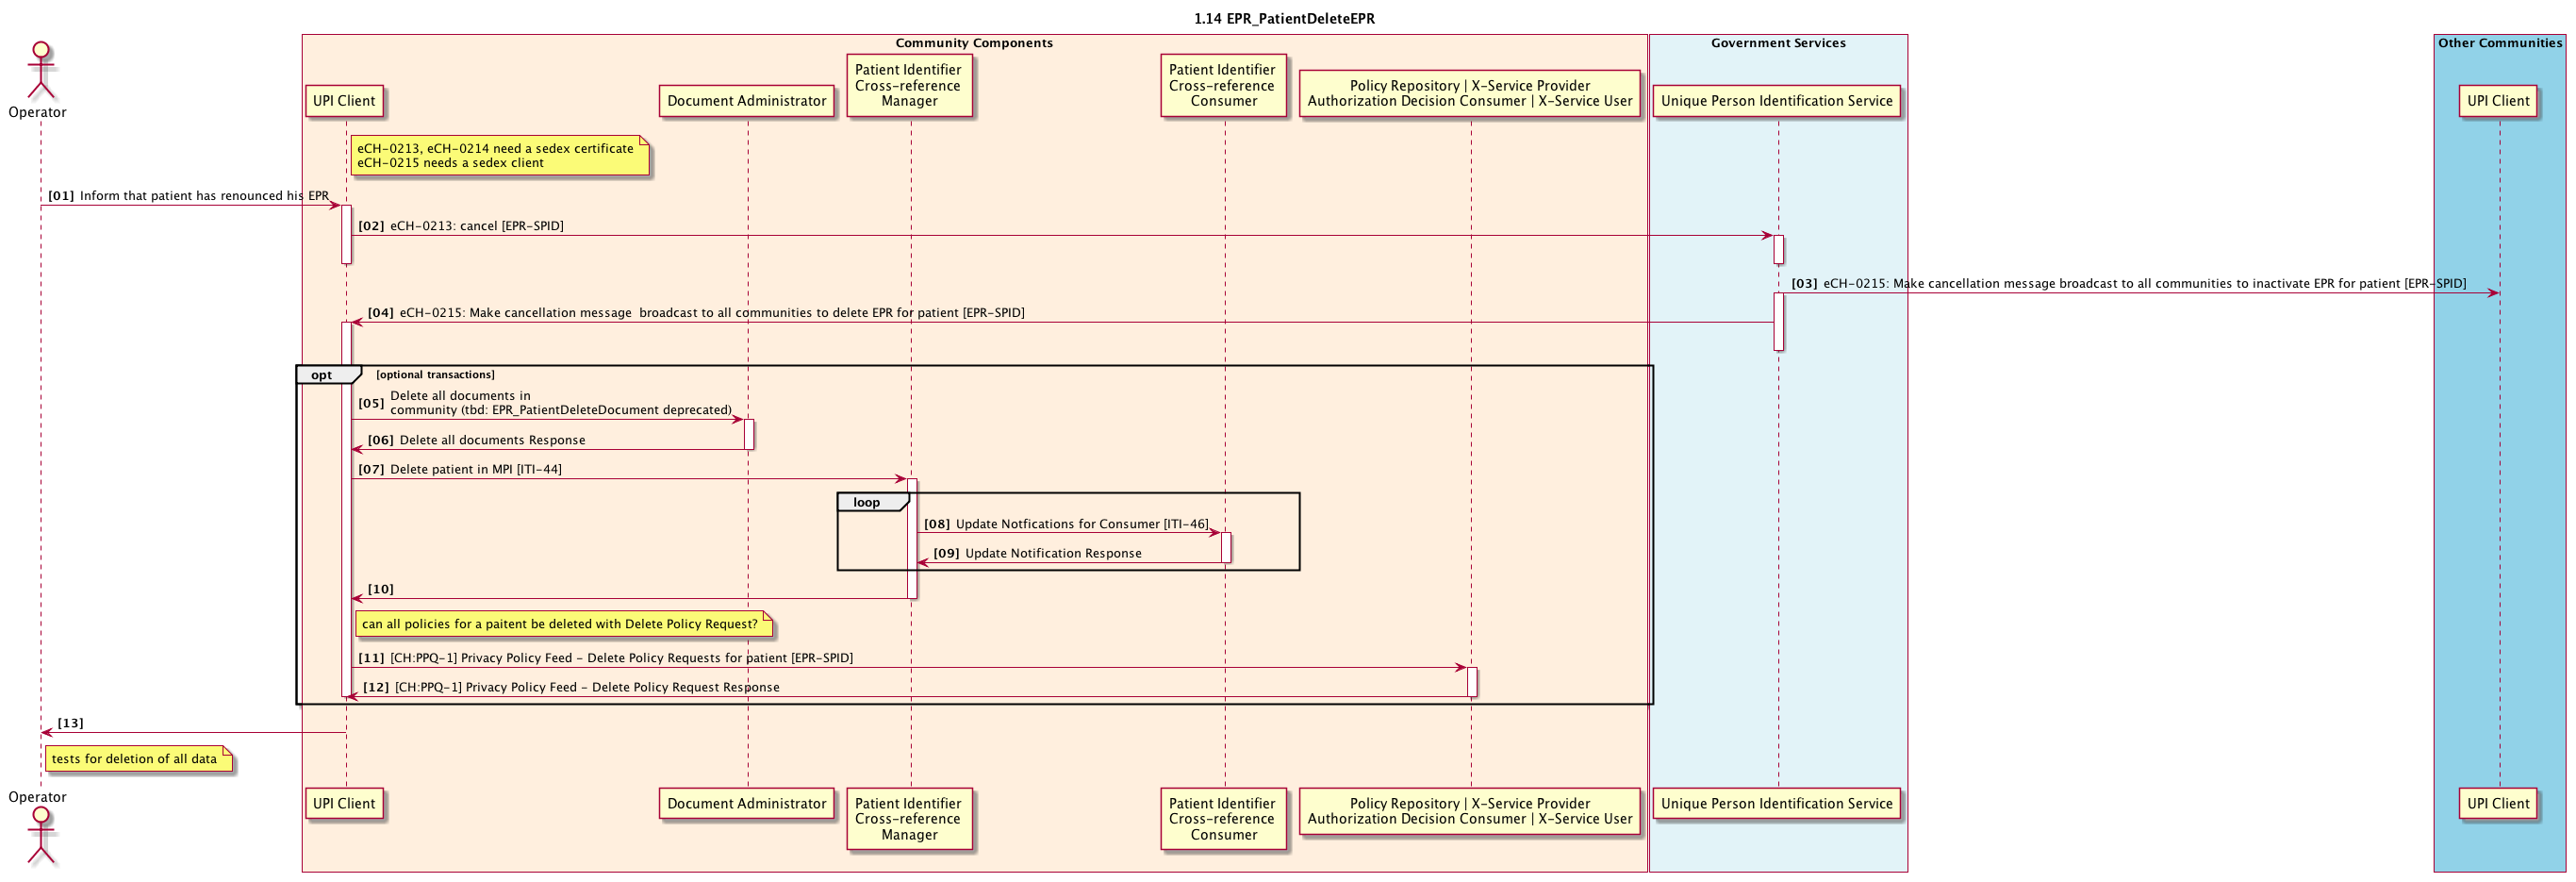 1.14 EPR_PatientDeleteEPR
Community Components
Government Services
Other Communities
Operator
UPI Client
Document Administrator
Patient Identifier
Cross-reference
Manager
Patient Identifier
Cross-reference
Consumer
Policy Repository | X-Service Provider
Authorization Decision Consumer | X-Service User
Unique Person Identification Service
UPI Client
eCH-0213, eCH-0214 need a sedex certificate
eCH-0215 needs a sedex client
[01] Inform that patient has renounced his EPR
[02] eCH-0213: cancel [EPR-SPID]
[03] eCH-0215: Make cancellation message broadcast to all communities to inactivate EPR for patient [EPR-SPID]
[04] eCH-0215: Make cancellation message  broadcast to all communities to delete EPR for patient [EPR-SPID]
opt [optional transactions]
[05] Delete all documents in
community (tbd: EPR_PatientDeleteDocument deprecated)
[06] Delete all documents Response
[07] Delete patient in MPI [ITI-44]
loop
[08] Update Notfications for Consumer [ITI-46]
[09] Update Notification Response
[10]
can all policies for a paitent be deleted with Delete Policy Request?
[11] [CH:PPQ-1] Privacy Policy Feed - Delete Policy Requests for patient [EPR-SPID]
[12] [CH:PPQ-1] Privacy Policy Feed - Delete Policy Request Response
[13]
tests for deletion of all data
Operator
UPI Client
Document Administrator
Patient Identifier
Cross-reference
Manager
Patient Identifier
Cross-reference
Consumer
Policy Repository | X-Service Provider
Authorization Decision Consumer | X-Service User
Unique Person Identification Service
UPI Client